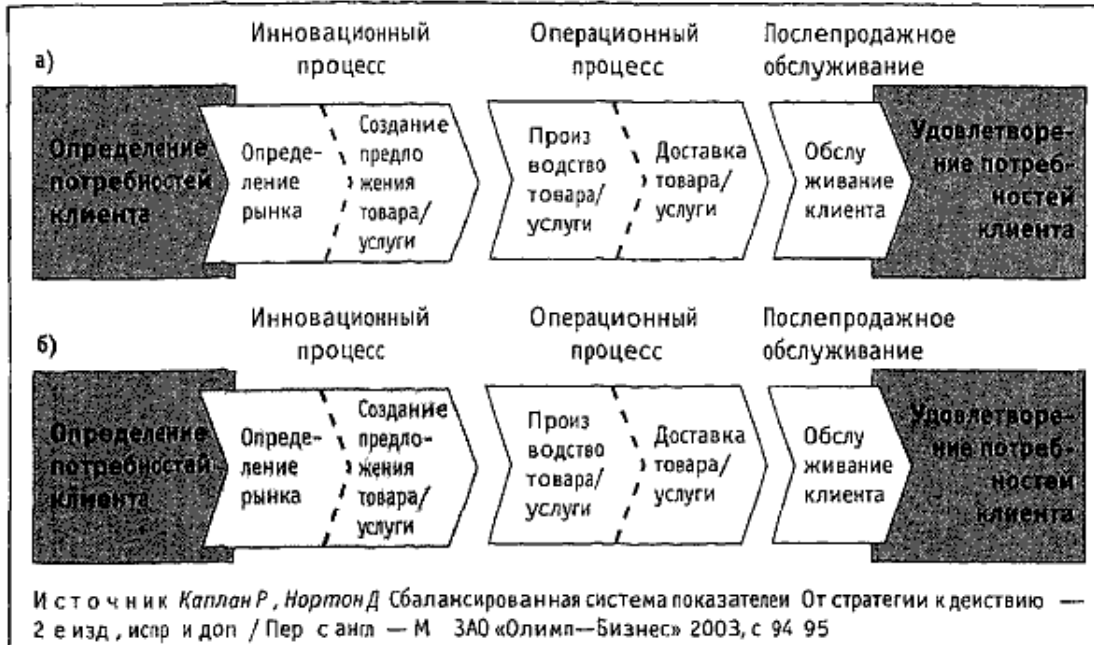 а)
Инновационный
процесс
Операционный
процесс
Послепродажное
обслуживание
Определение
потребностей
клиента
Опреде-
ление
рынка
Создание
предло
жения
товара/
услуги
Произ
водство
товара/
услуги
Доставка
товара/
услуги
Обслу
живание
клиента
Удовлетворе-
ние потреб-
ностей
клиента
б)
Инновационный
процесс
Операционный
процесс
Послепродажное
обслуживание
Определение
потребностей
клиента
Опреде-
ление
рынка
Создание
предло-
жения
товара/
услуги
Произ
водство
товара/
услуги
Доставка
товара/
услуги
Обслу
живание
клиента
Удовлетворе-
ние потреб-
ностей
клиента
Источник Каплан Р , Нортон Д Сбалансированная система показателеи От стратегии к деиствию —
2 е изд , испр и доп / Пер с англ — М ЗАО «Олимп—Бизнес» 2003, с 94 95